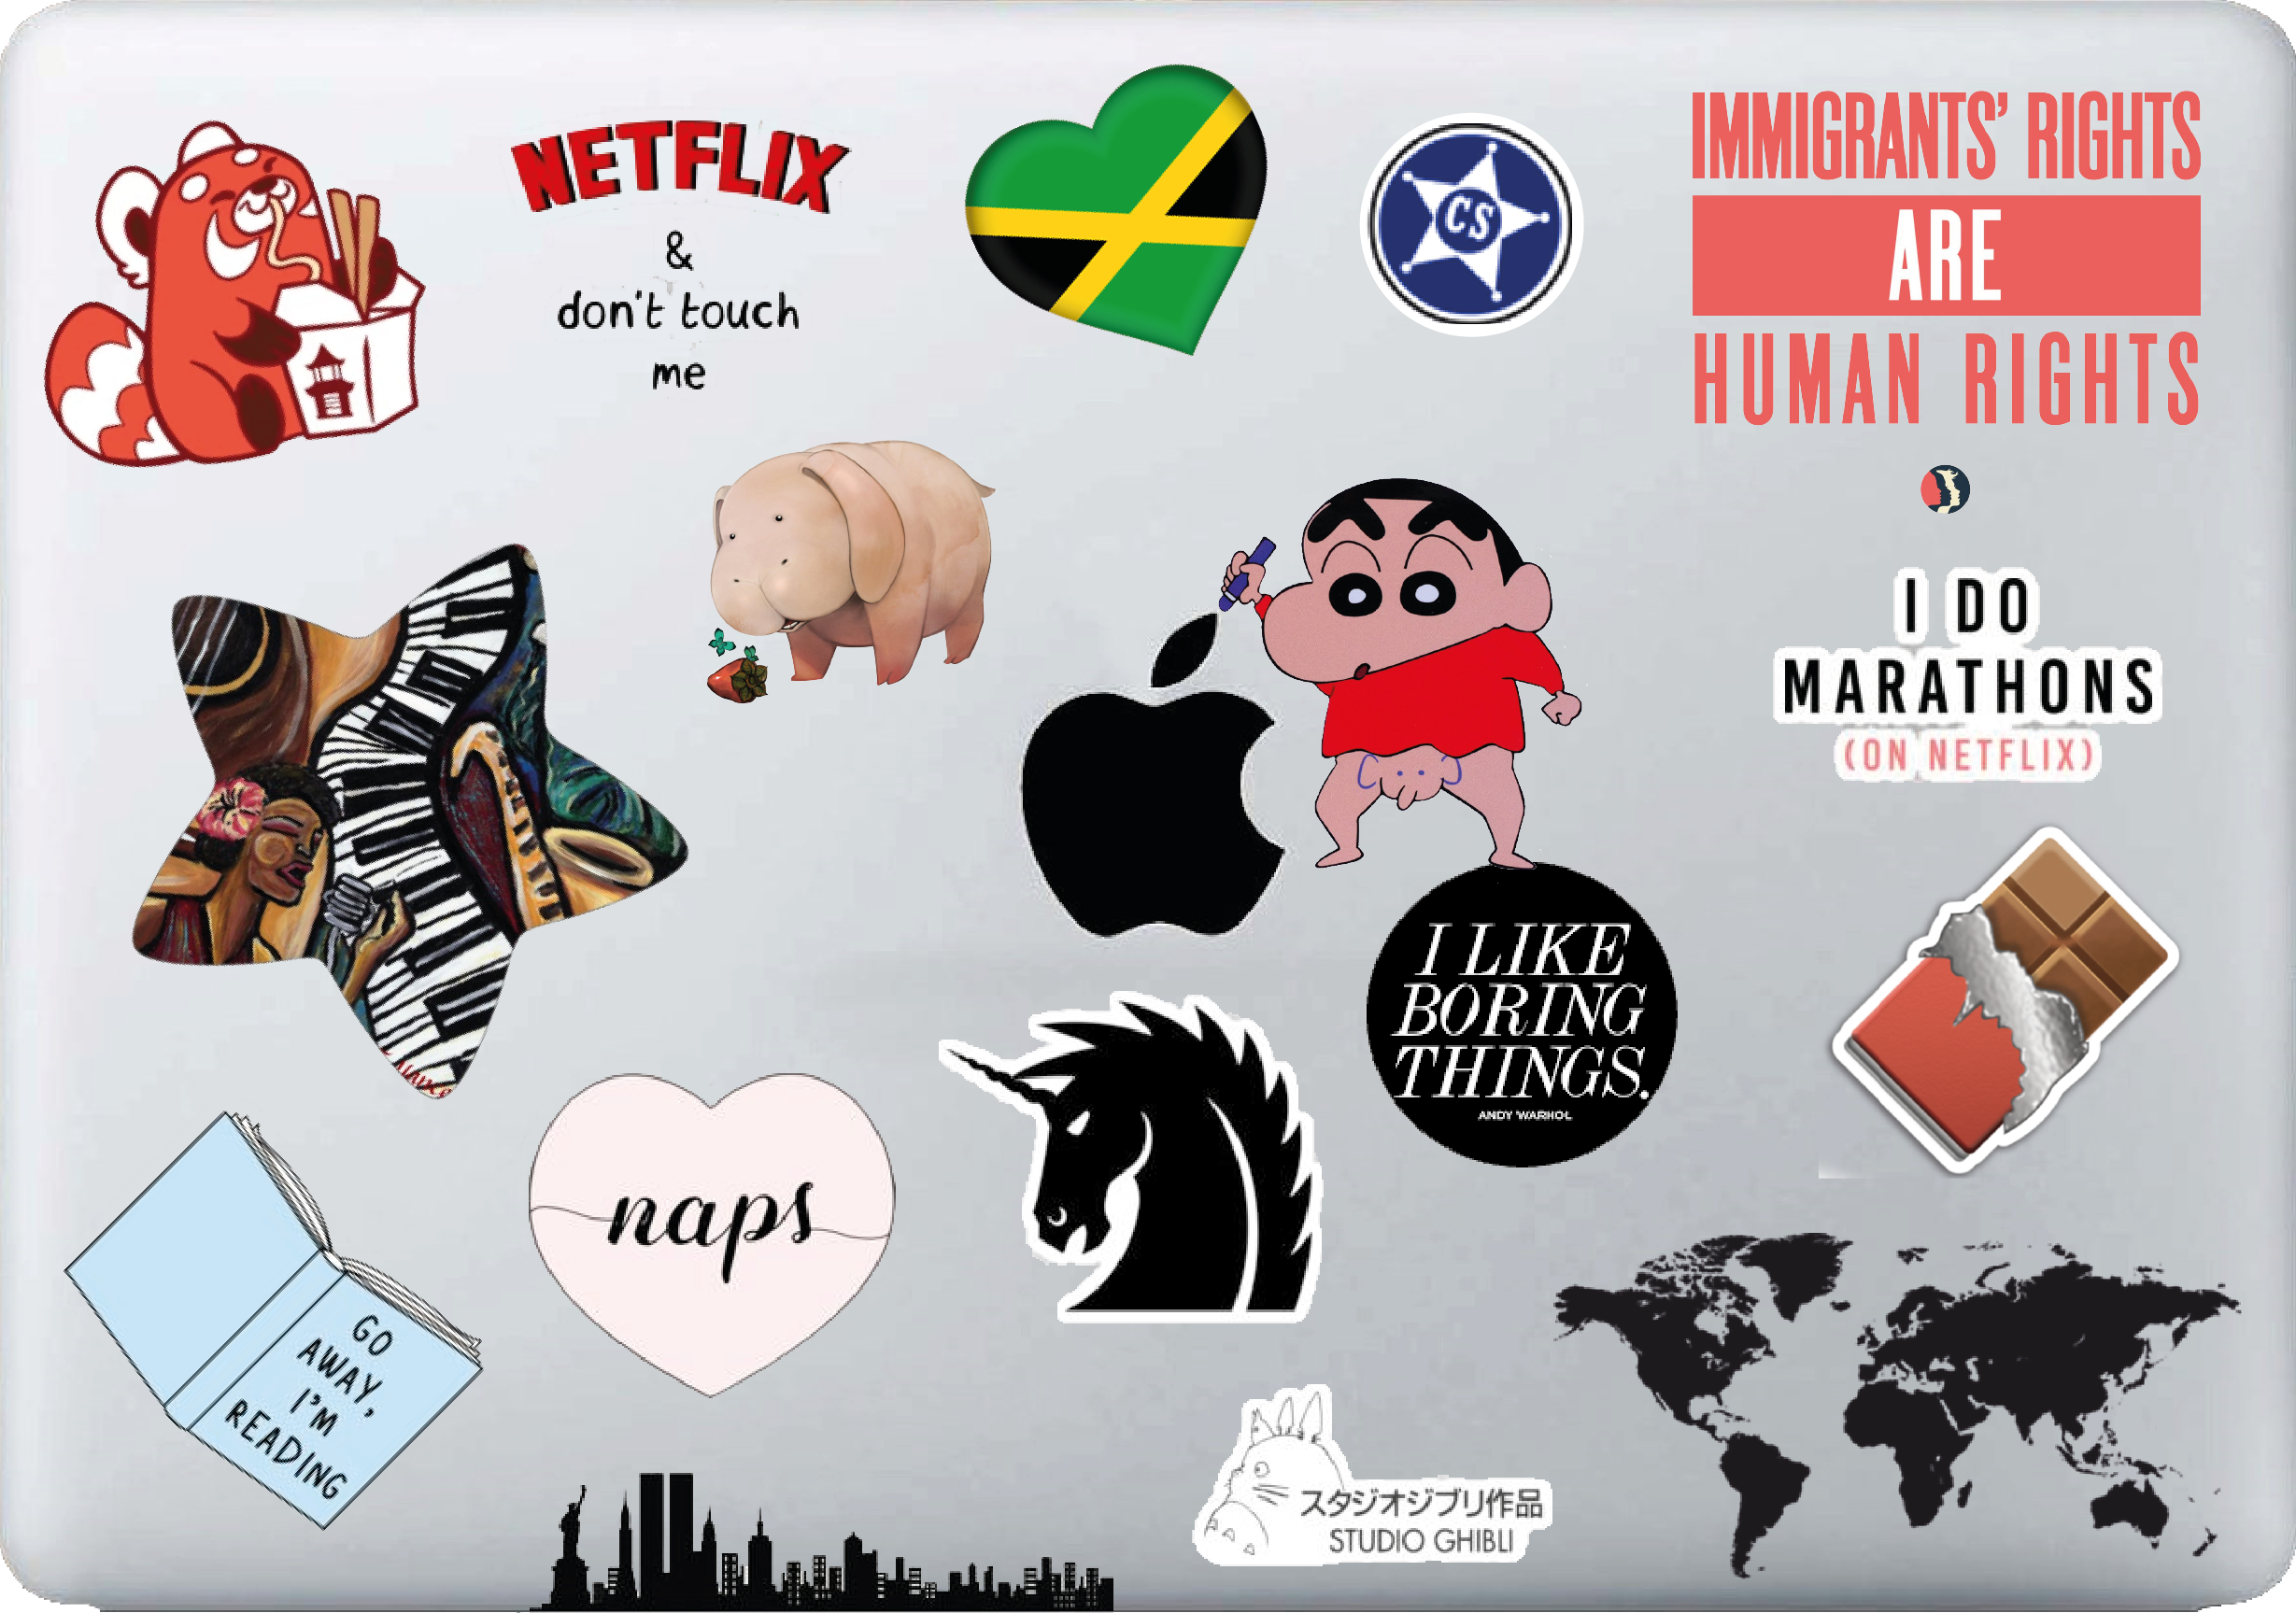 NETFLIX
&
don't touch
me
CS
IMMIGRANTS' RIGHTS
ARE
HUMAN RIGHTS
I DO
MARATHONS
(ON NETFLIX)
I LIKE
BORING
THINGS.
ANDY WARHOL
naps
GO
AWAY,
I'M
READING
スタジオジブリ作品
STUDIO GHIBLI